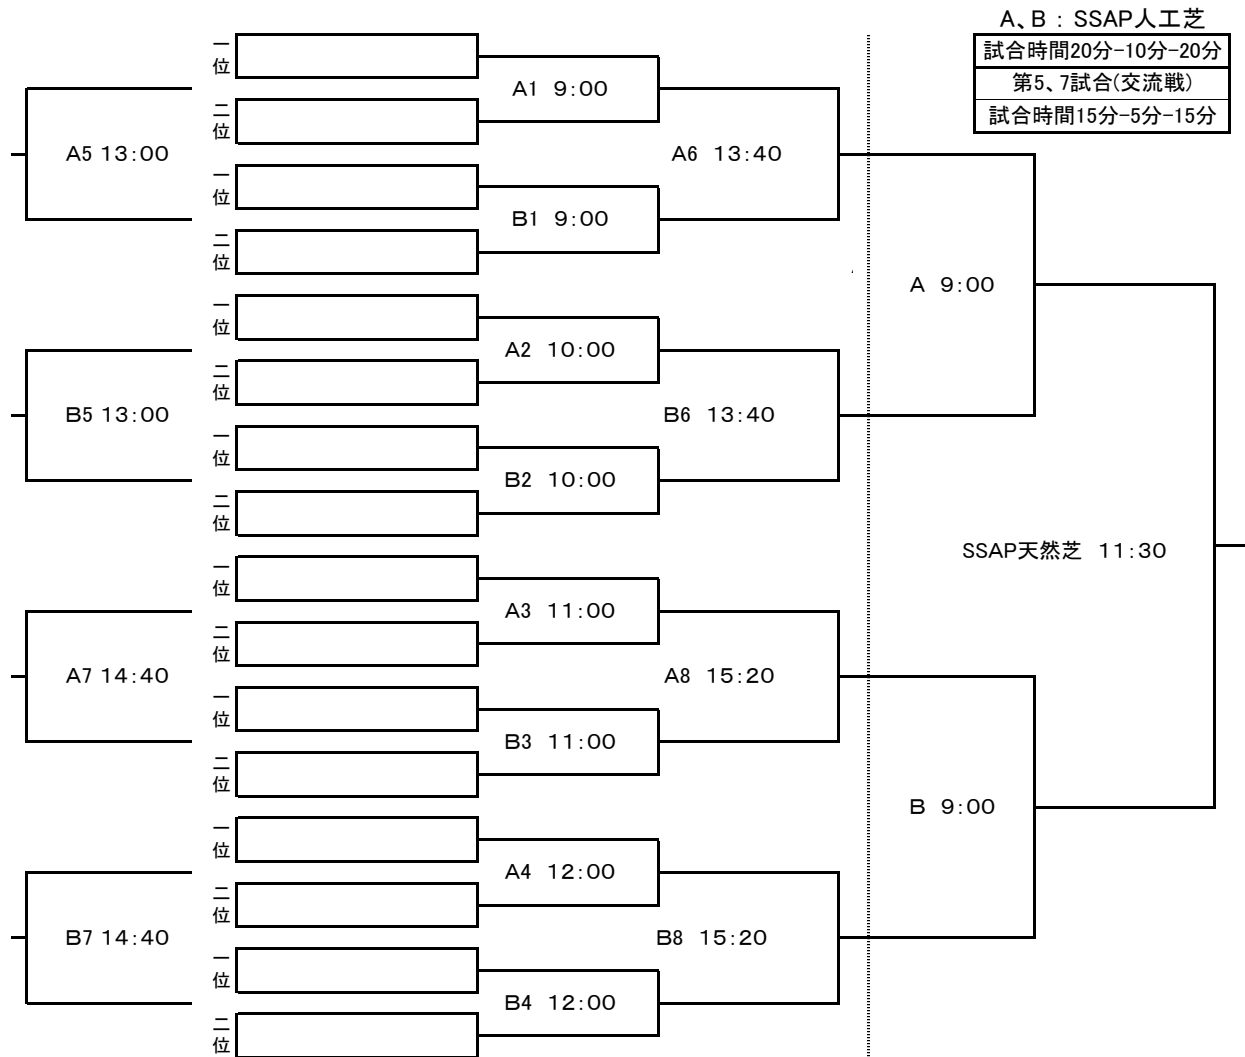 A、B : SSAP人工芝
試合時間20分-10分-20分
第5、7試合(交流戦)
試合時間15分-5分-15分
一位
A1 9:00
二位
A5 13:00
A6 13:40
一位
B1 9:00
二位
A 9:00
一位
A2 10:00
二位
B5 13:00
B6 13:40
一位
B2 10:00
二位
SSAP天然芝 11:30
一位
A3 11:00
二位
A7 14:40
A8 15:20
一位
B3 11:00
二位
B 9:00
一位
A4 12:00
二位
B7 14:40
B8 15:20
一位
B4 12:00
二位